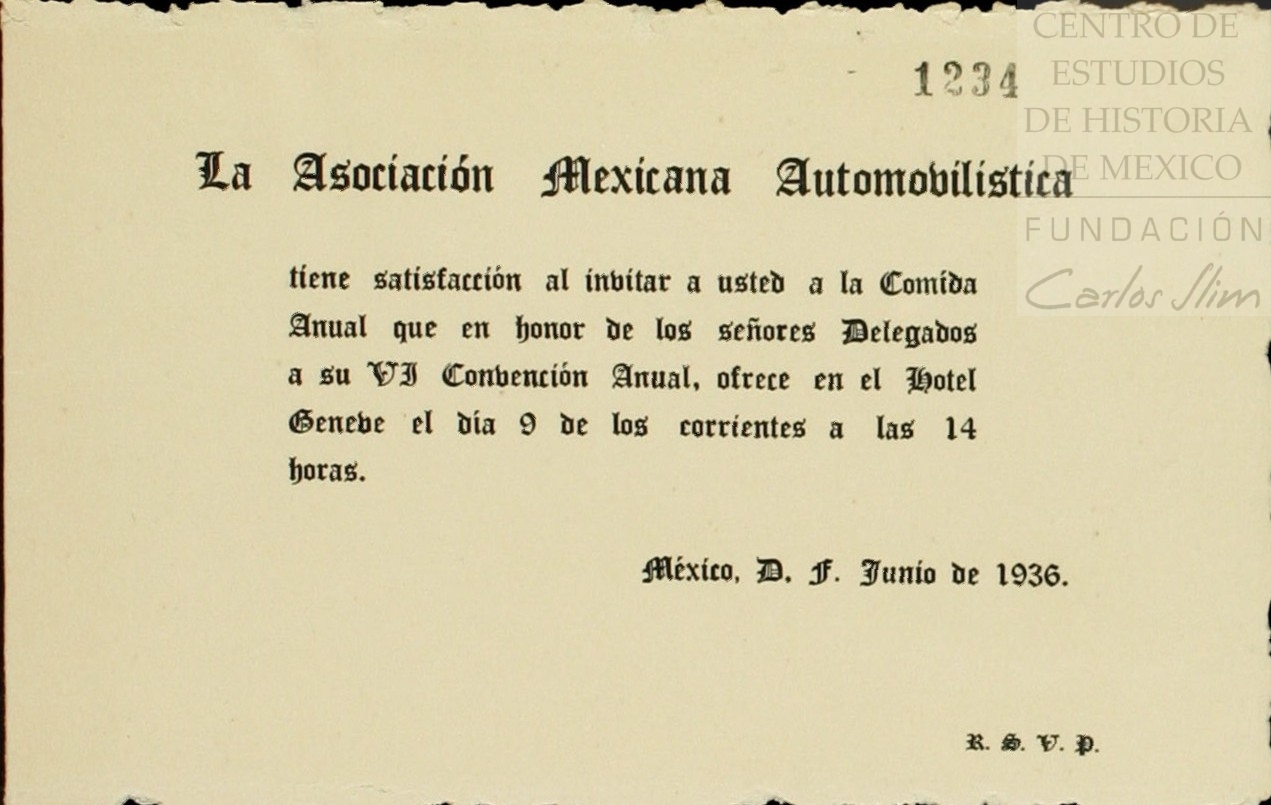 1234
CENTRO DE
ESTUDIOS
DE HISTORIA
DE MEXICO
FUNDACIÓN
Carlos Slim
La Asociación Mexicana Automovilistica
tiene satisfacción al invitar a usted a la Comida
Anual que en honor de los señores Delegados
a su VI Convención Anual, ofrece en el Hotel
Geneve el día 9 de los corrientes a las 14
horas.
México, D. F. Junio de 1936.
R. S. V. P.